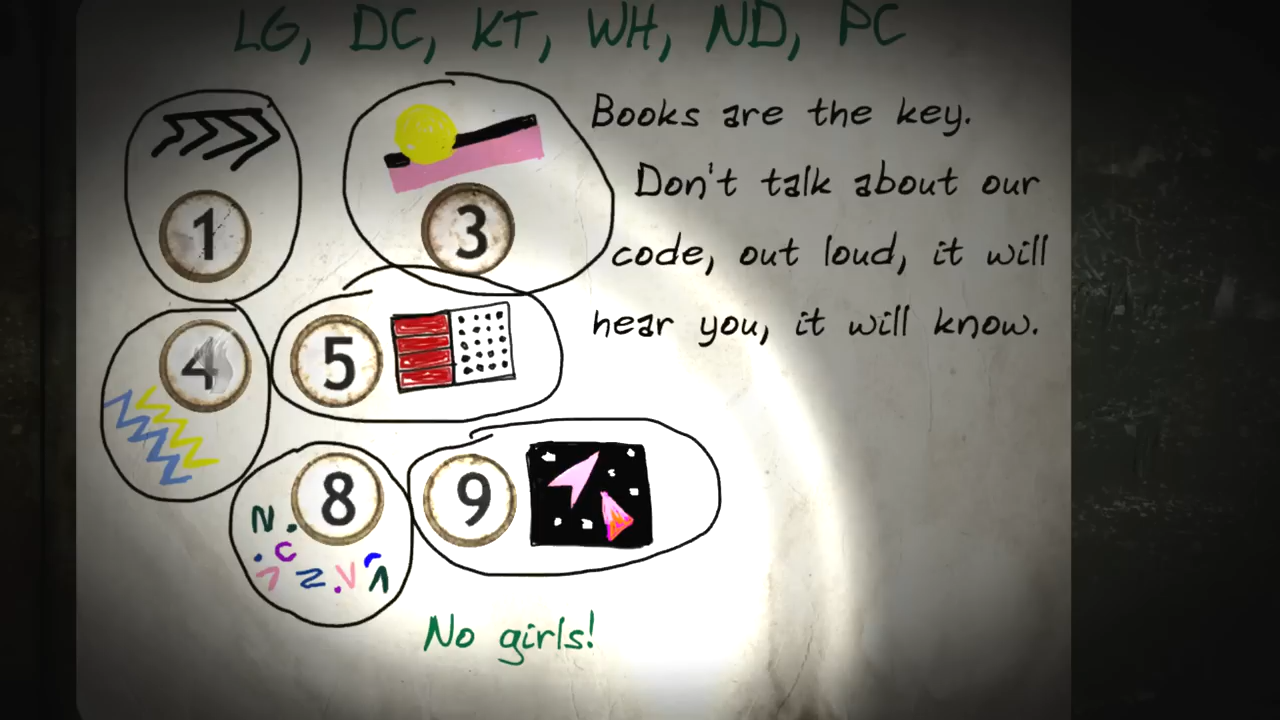 LG, DC, KT, WH, ND, PC
Books are the key.
Don't talk about our
code, out loud, it will
hear you, it will know.
1
3
4
5
8
9
N.
. C
No girls!